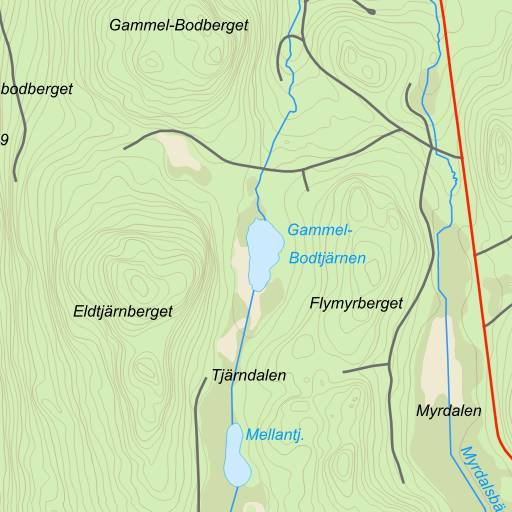 Gammel-Bodberget
bodberget
9
Gammel-
Bodtjärnen
Eldtjärnberget
Flymyrberget
Tjärndalen
Myrdalen
Mellantj.
Myrdalsbä